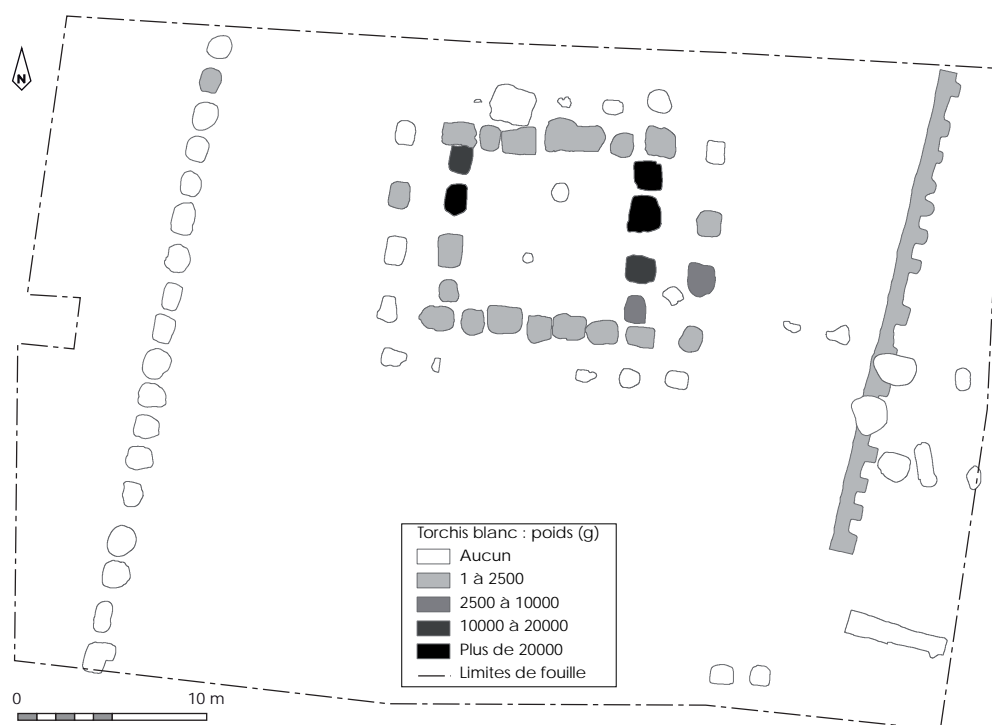 N
Torchis blanc : poids (g)
Aucun
1 à 2500
2500 à 10000
10000 à 20000
Plus de 20000
Limites de fouille
0 10 m